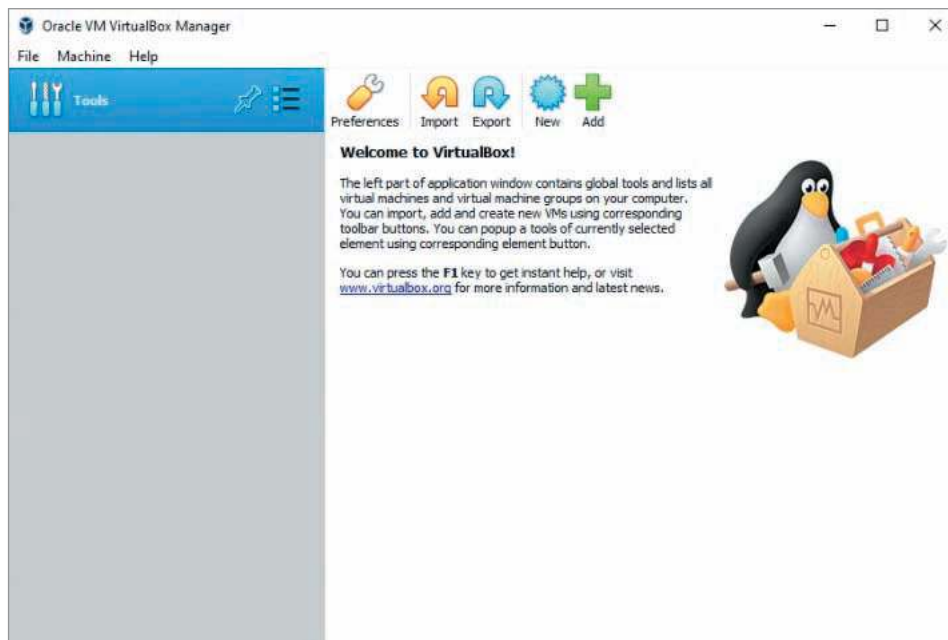 Oracle VM VirtualBox Manager
File Machine Help
Tools
Preferences Import Export New Add
Welcome to VirtualBox!
The left part of application window contains global tools and lists all
virtual machines and virtual machine groups on your computer.
You can import, add and create new VMs using corresponding
toolbar buttons. You can popup a tools of currently selected
element using corresponding element button.
You can press the F1 key to get instant help, or visit
www.virtualbox.org for more information and latest news.